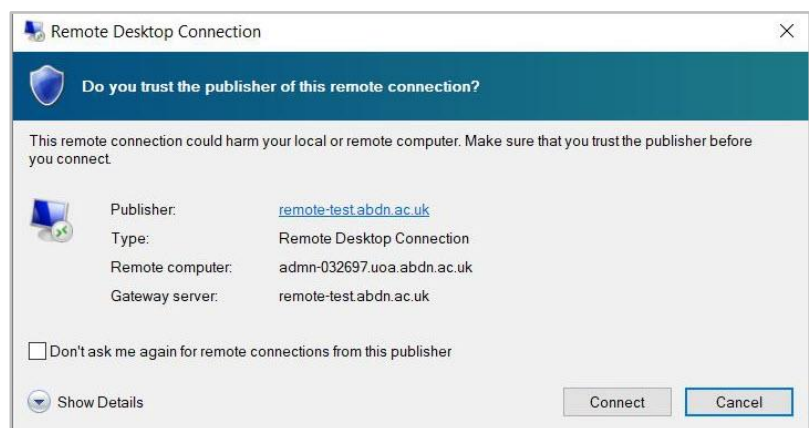 Remote Desktop Connection
Do you trust the publisher of this remote connection?
This remote connection could harm your local or remote computer. Make sure that you trust the publisher before
you connect.
Publisher: remote-test.abdn.ac.uk
Type: Remote Desktop Connection
Remote computer: admn-032697.uoa.abdn.ac.uk
Gateway server: remote-test.abdn.ac.uk
Don't ask me again for remote connections from this publisher
Show Details Connect Cancel